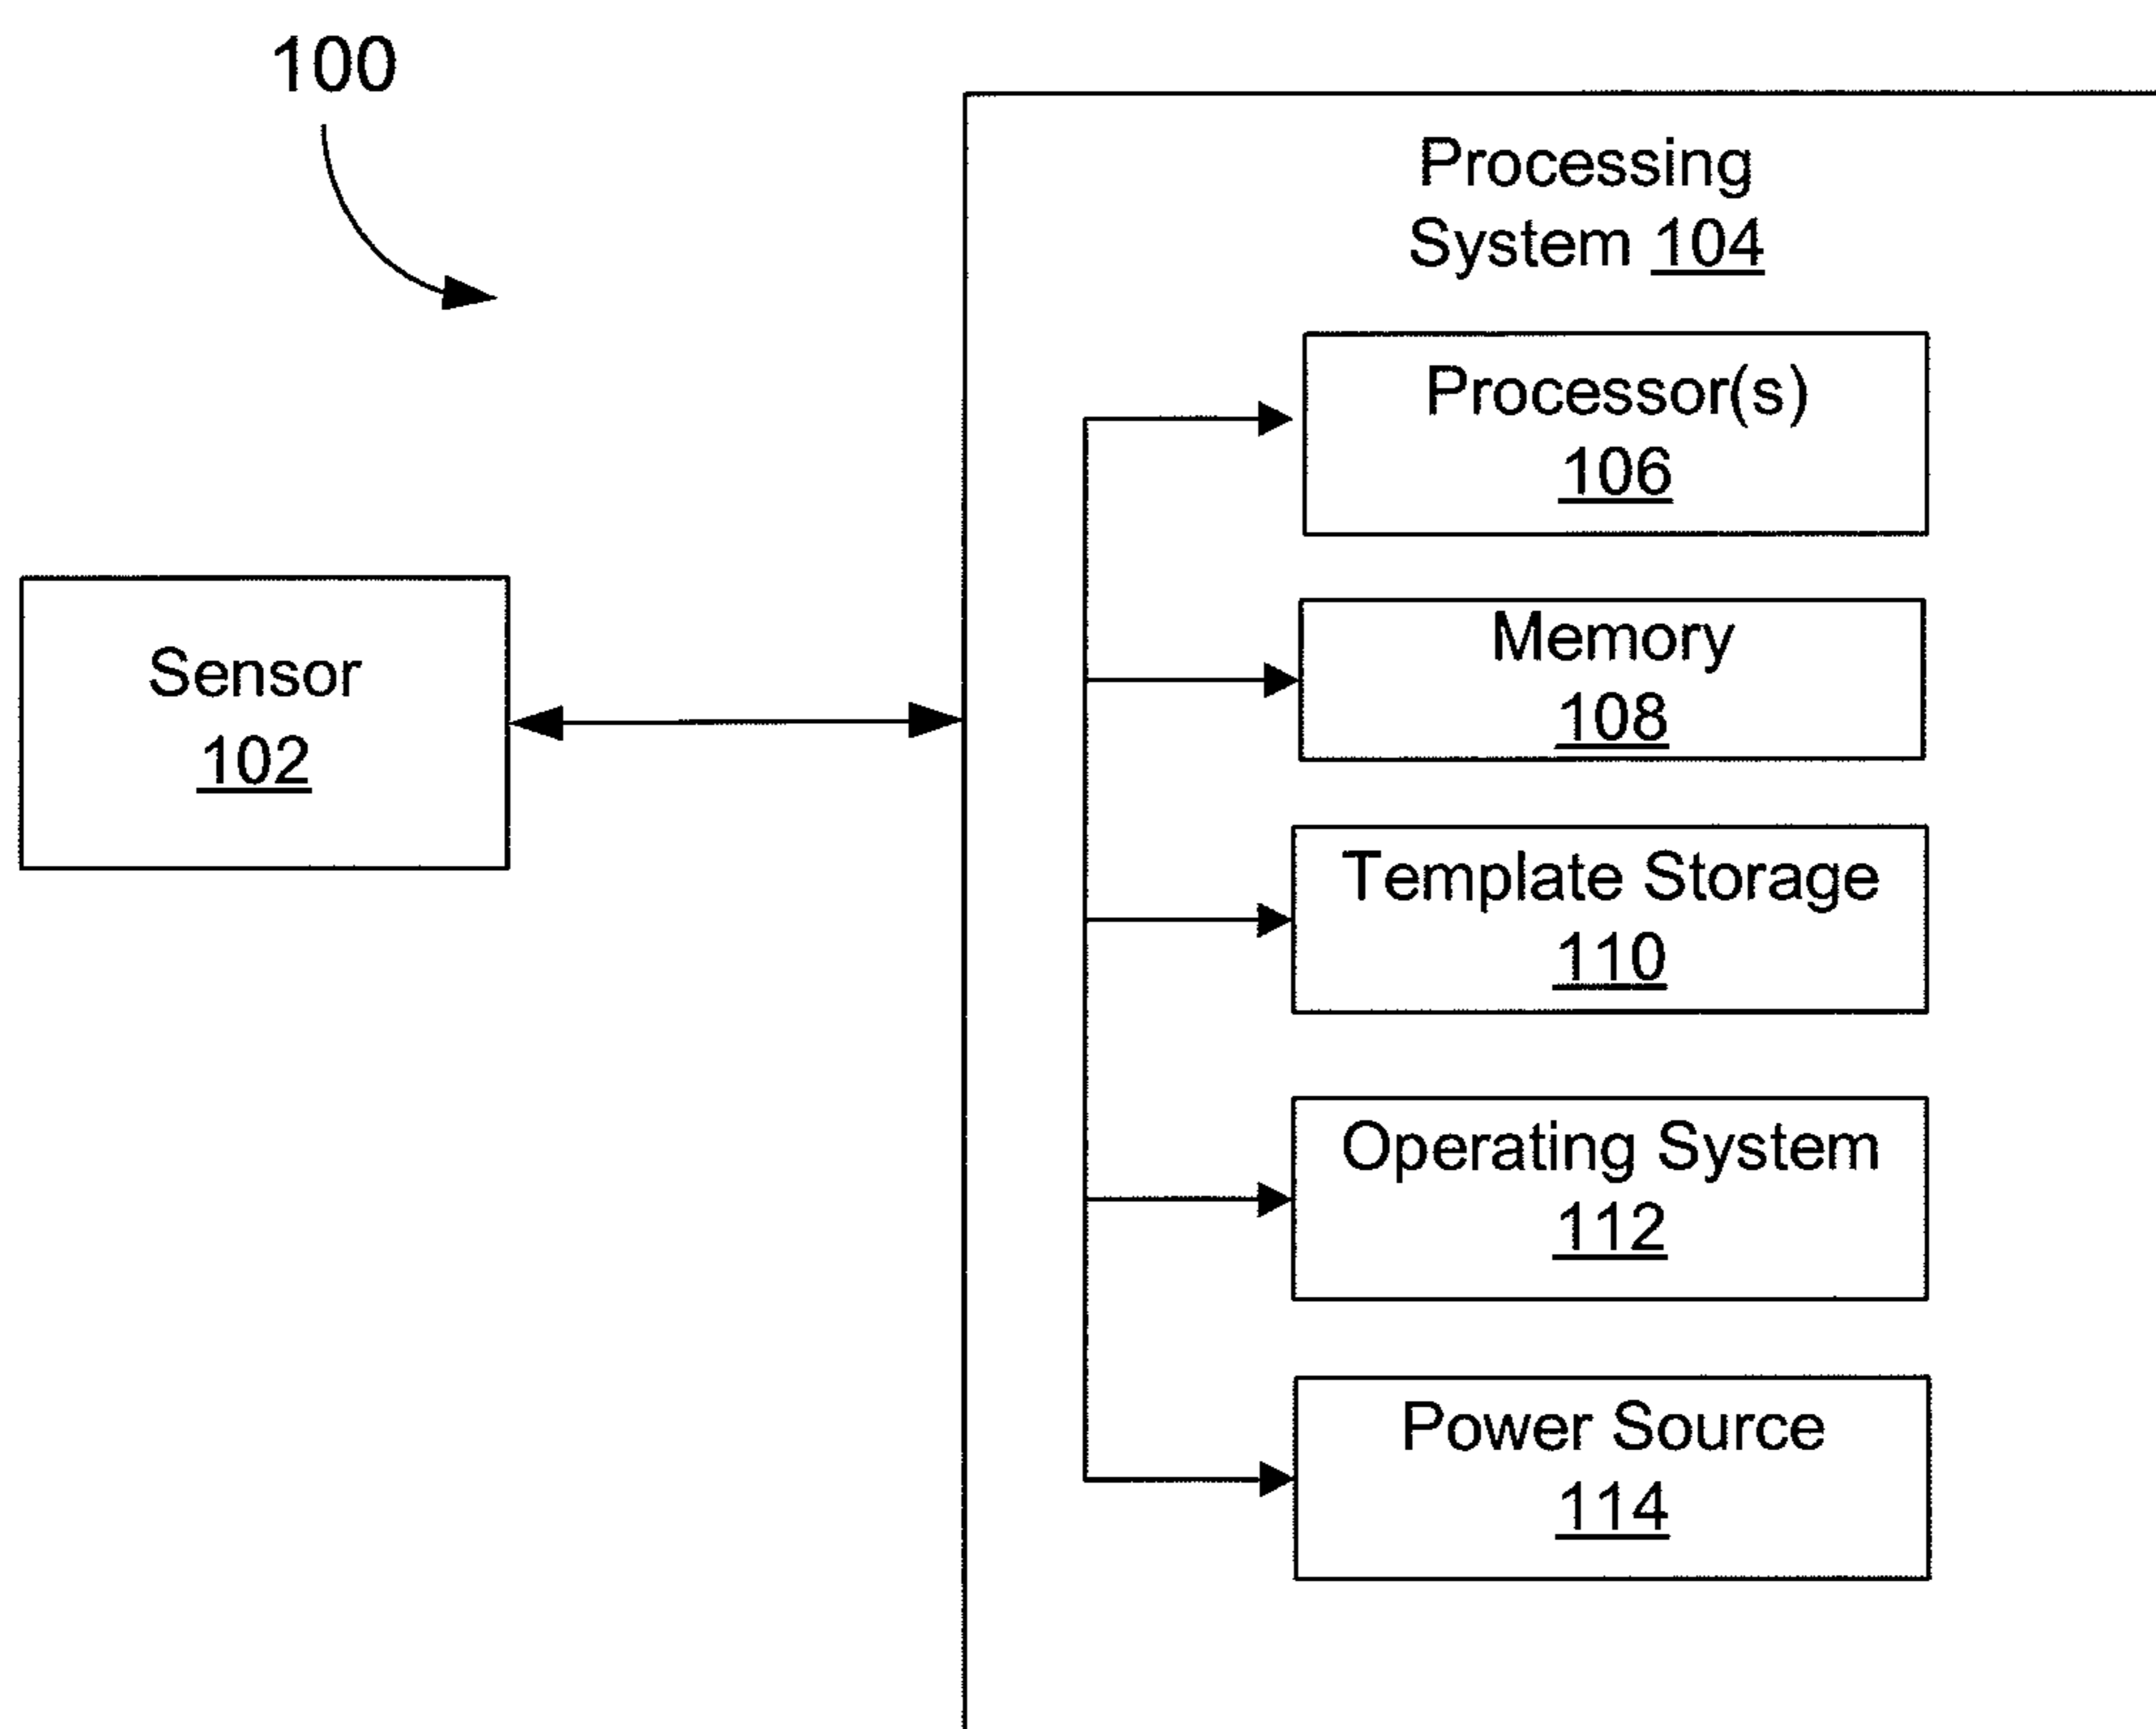 100
Processing
System 104
Processor(s)
106
Memory
108
Sensor
102
Template Storage
110
Operating System
112
Power Source
114